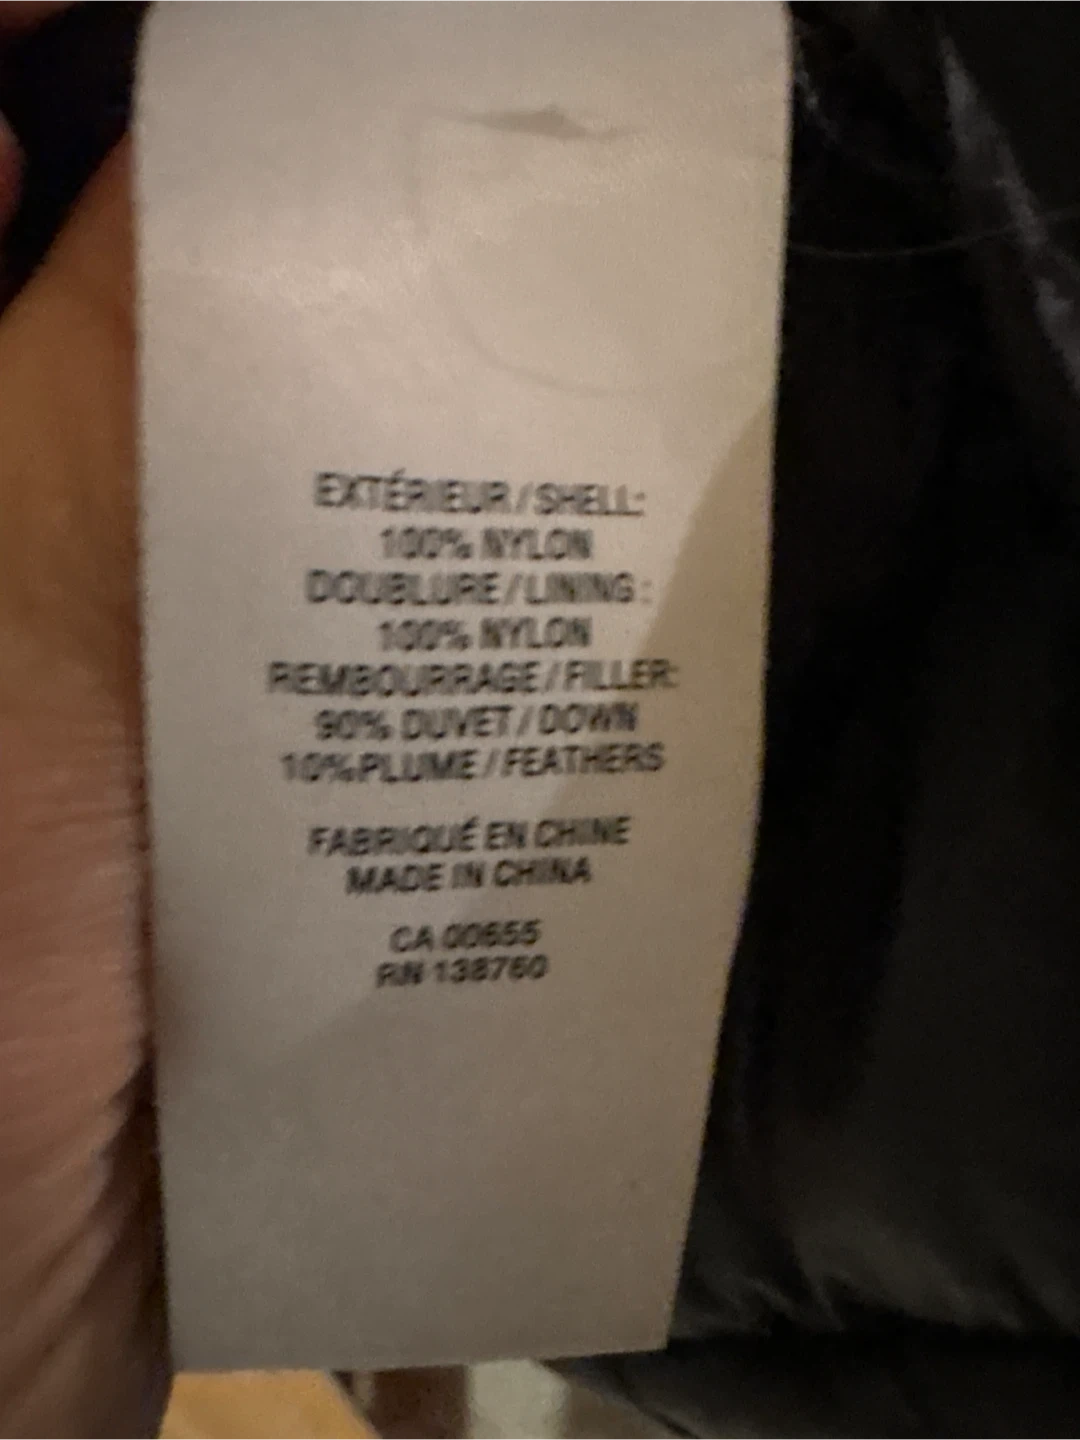 EXTÉRIEUR / SHELL:
100% NYLON
DOUBLURE / LINING :
100% NYLON
REMBOURRAGE / FILLER:
90% DUVET / DOWN
10%PLUME / FEATHERS
FABRIQUÉ EN CHINE
MADE IN CHINA
CA 00655
RN 138760